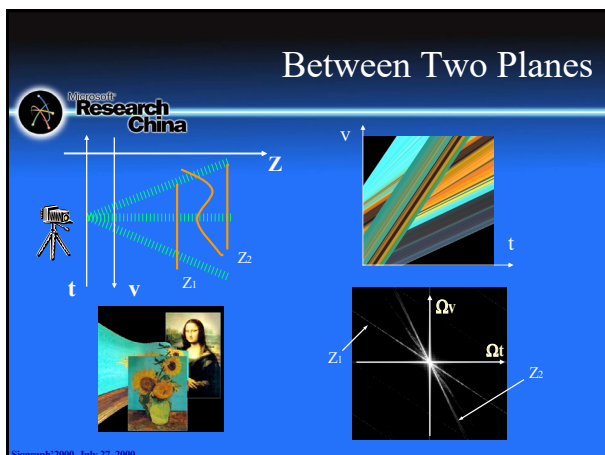 Between Two Planes
Microsoft
Research
China
Z
Z1
Z2
t
v
v
t
Ωv
Ωt
Z1
Z2
Siggraph'2000, July 27, 2000